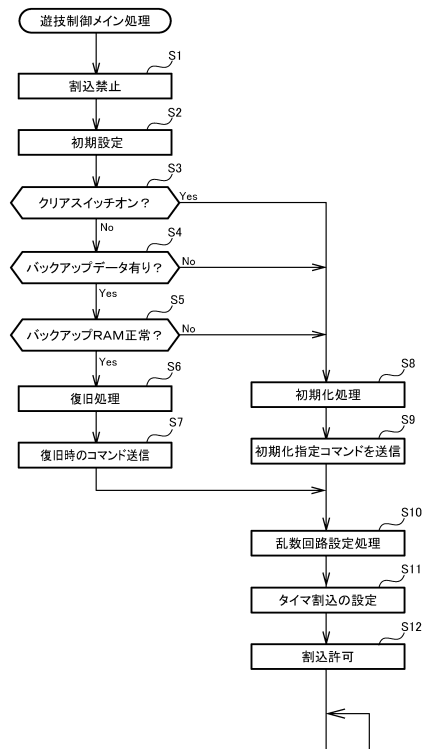 遊技制御メイン処理
S1
割込禁止
S2
初期設定
S3
クリアスイッチオン？
Yes
No
S4
バックアップデータ有り？
No
Yes
S5
バックアップRAM正常？
No
Yes
S6
復旧処理
S7
復旧時のコマンド送信
S8
初期化処理
S9
初期化指定コマンドを送信
S10
乱数回路設定処理
S11
タイマ割込の設定
S12
割込許可